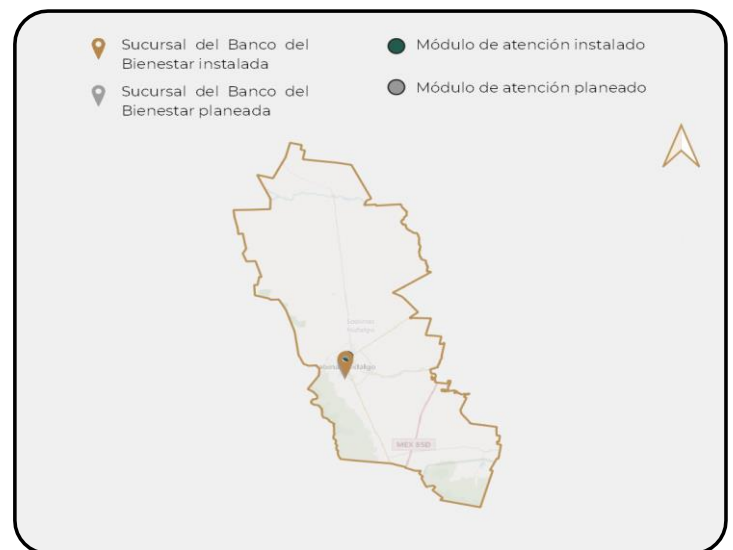 Sucursal del Banco del
Bienestar instalada
Módulo de atención instalado
Sucursal del Banco del
Bienestar planeada
Módulo de atención planeado
Hidalgo
MEX 85D